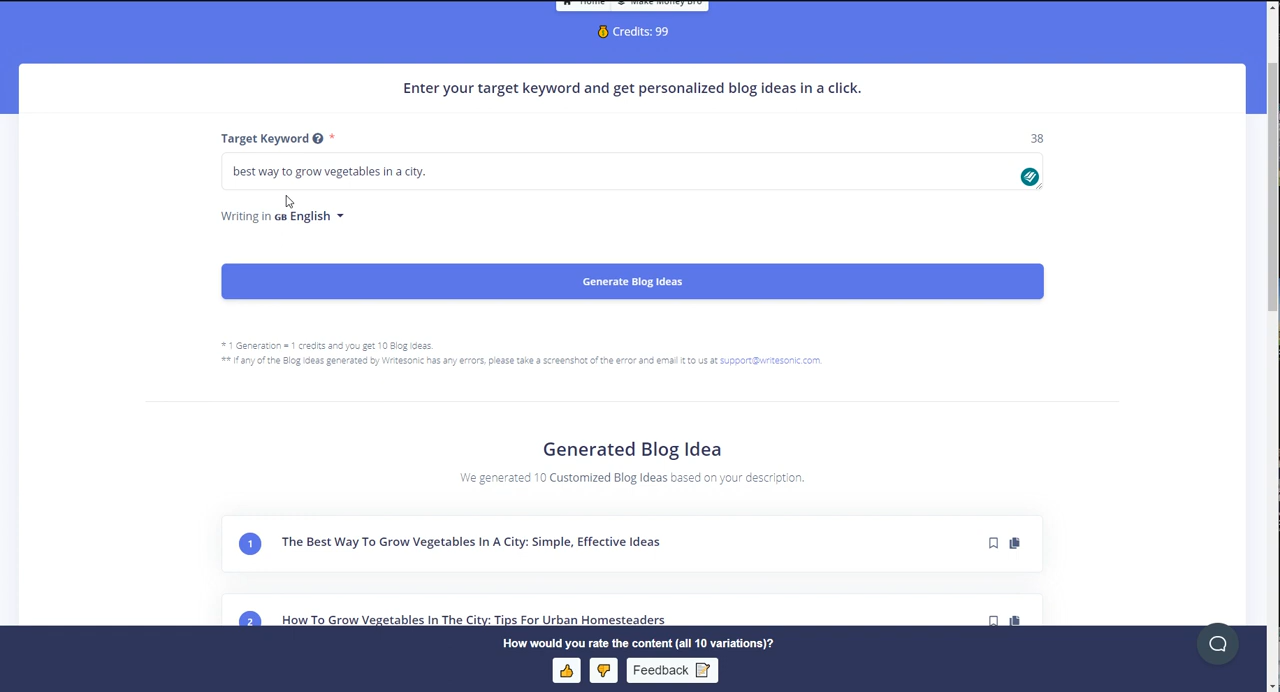 Home Make Money Bro
Credits: 99
Enter your target keyword and get personalized blog ideas in a click.
Target Keyword ? * 38
best way to grow vegetables in a city.
Writing in GB English
Generate Blog Ideas
* 1 Generation = 1 credits and you get 10 Blog Ideas.
** If any of the Blog Ideas generated by Writesonic has any errors, please take a screenshot of the error and email it to us at support@writesonic.com.
Generated Blog Idea
We generated 10 Customized Blog Ideas based on your description.
1 The Best Way To Grow Vegetables In A City: Simple, Effective Ideas
2 How To Grow Vegetables In The City: Tips For Urban Homesteaders
How would you rate the content (all 10 variations)?
Feedback